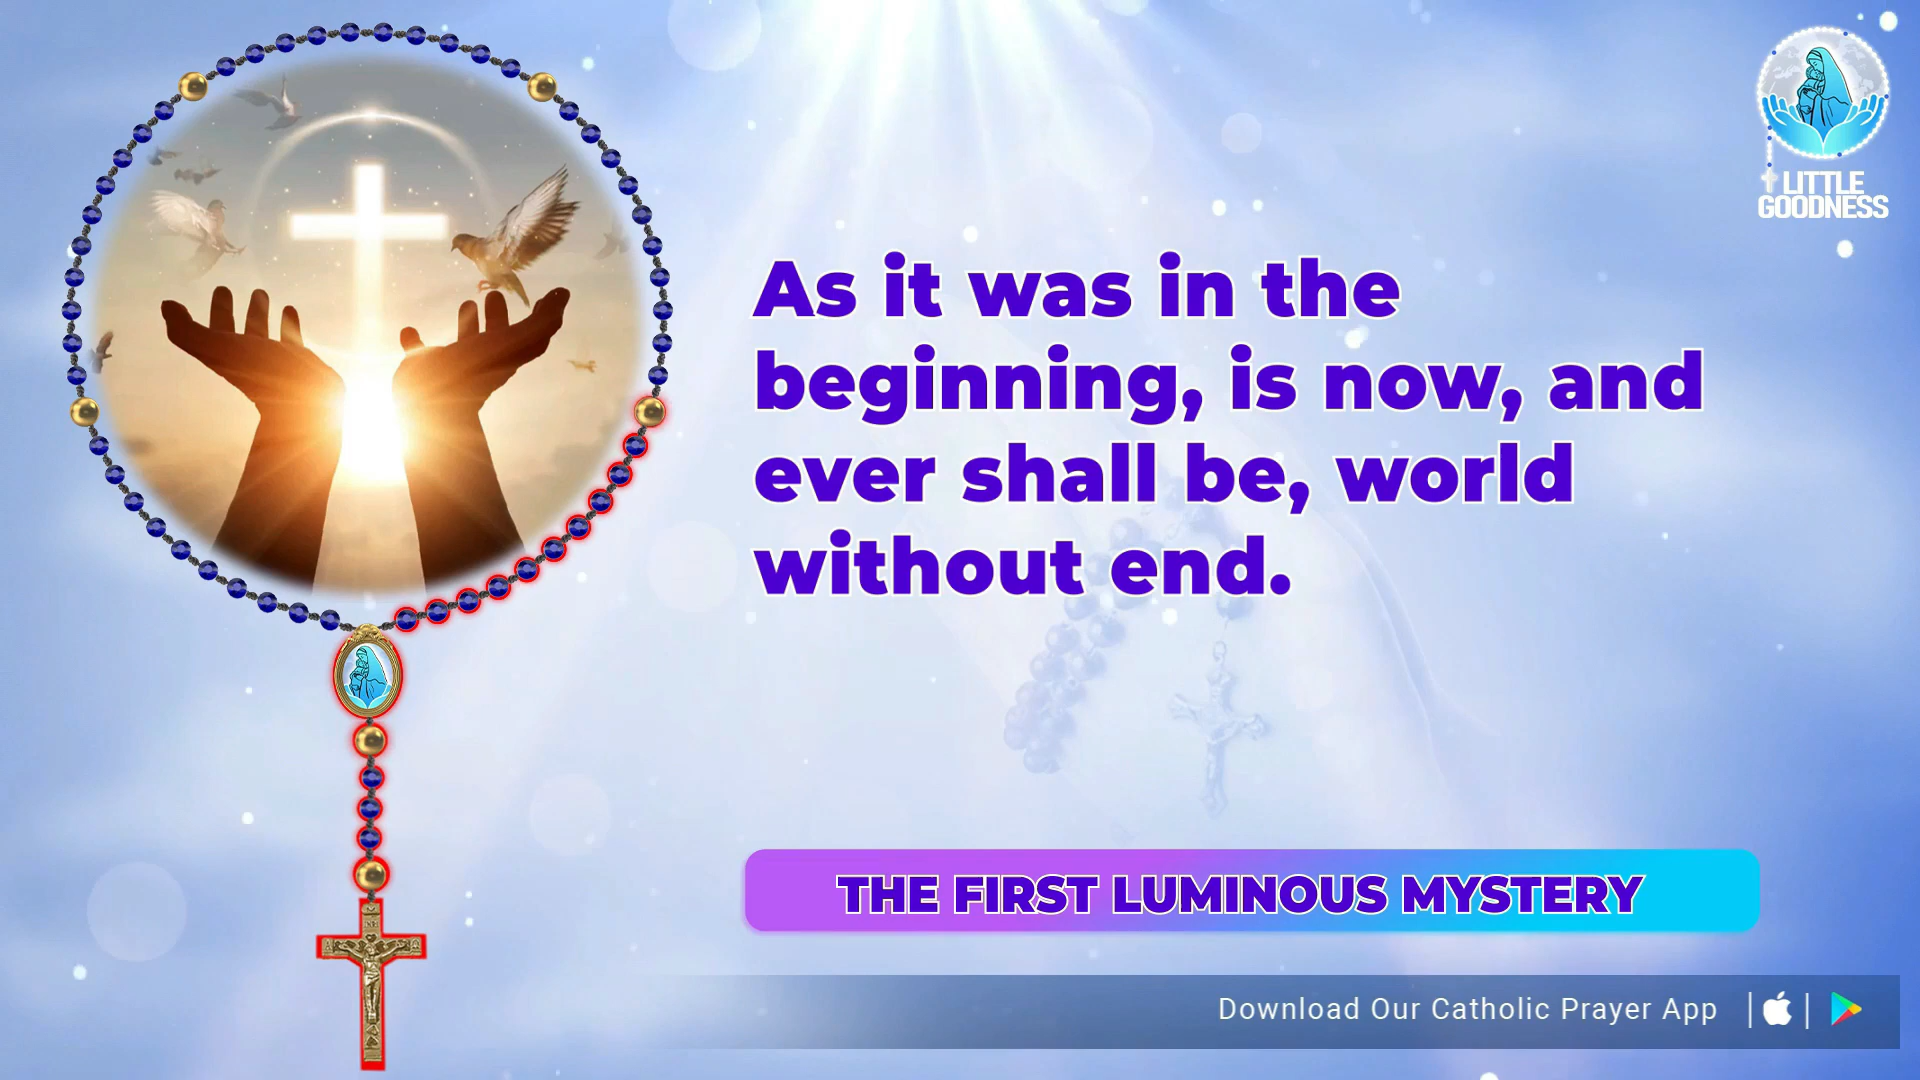 LITTLE
GOODNESS
As it was in the
beginning, is now, and
ever shall be, world
without end.
THE FIRST LUMINOUS MYSTERY
Download Our Catholic Prayer App